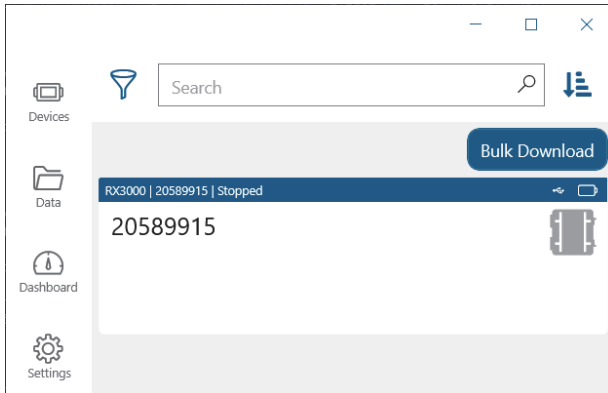 Search
Devices
Bulk Download
Data
RX3000 | 20589915 | Stopped
20589915
Dashboard
Settings